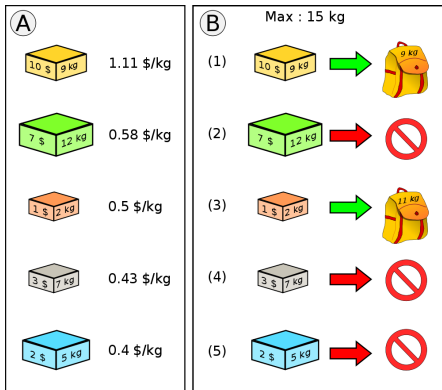 A
10 $ 9 kg 1.11 $/kg
7 $ 12 kg 0.58 $/kg
1 $ 2 kg 0.5 $/kg
3 $ 7 kg 0.43 $/kg
2 $ 5 kg 0.4 $/kg
B
Max : 15 kg
(1) 10 $ 9 kg 9 kg
(2) 7 $ 12 kg
(3) 1 $ 2 kg 11 kg
(4) 3 $ 7 kg
(5) 2 $ 5 kg